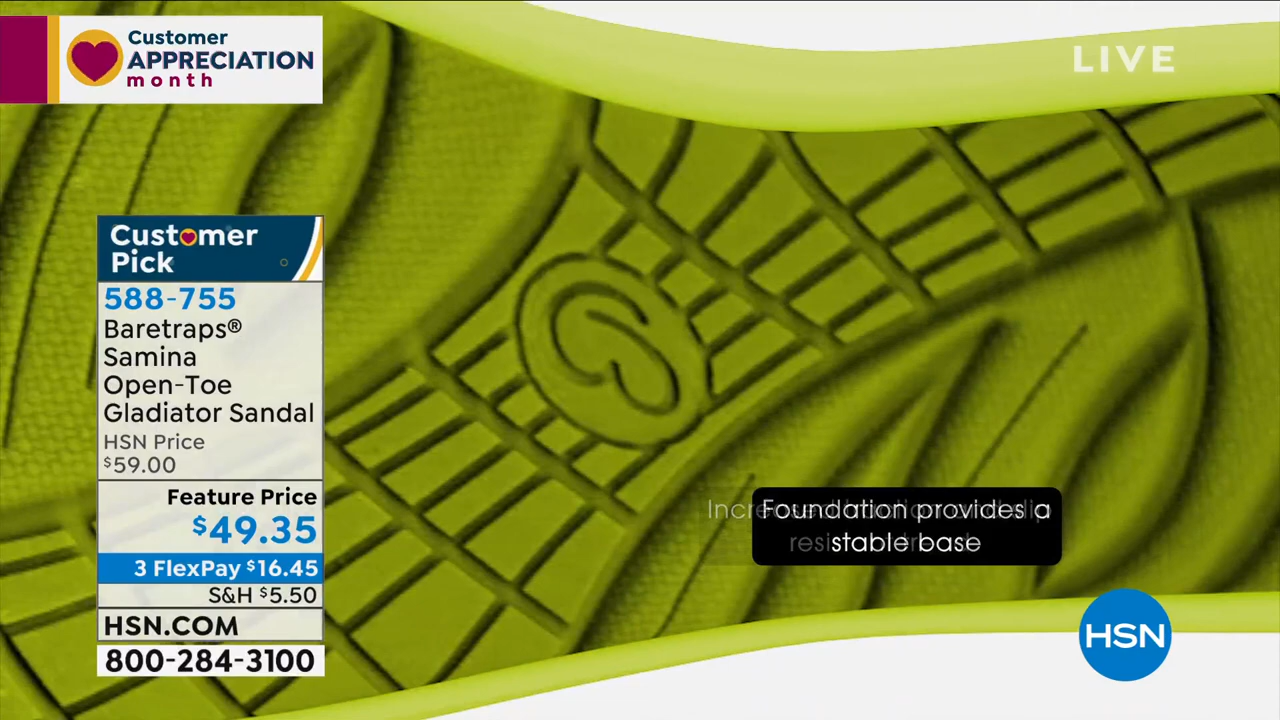 Customer
APPRECIATION
month
LIVE
Customer
Pick
588-755
Baretraps®
Samina
Open-Toe
Gladiator Sandal
HSN Price
$59.00
Feature Price
$49.35
3 FlexPay $16.45
S&H $5.50
HSN.COM
800-284-3100
Foundation provides a
stable base
HSN